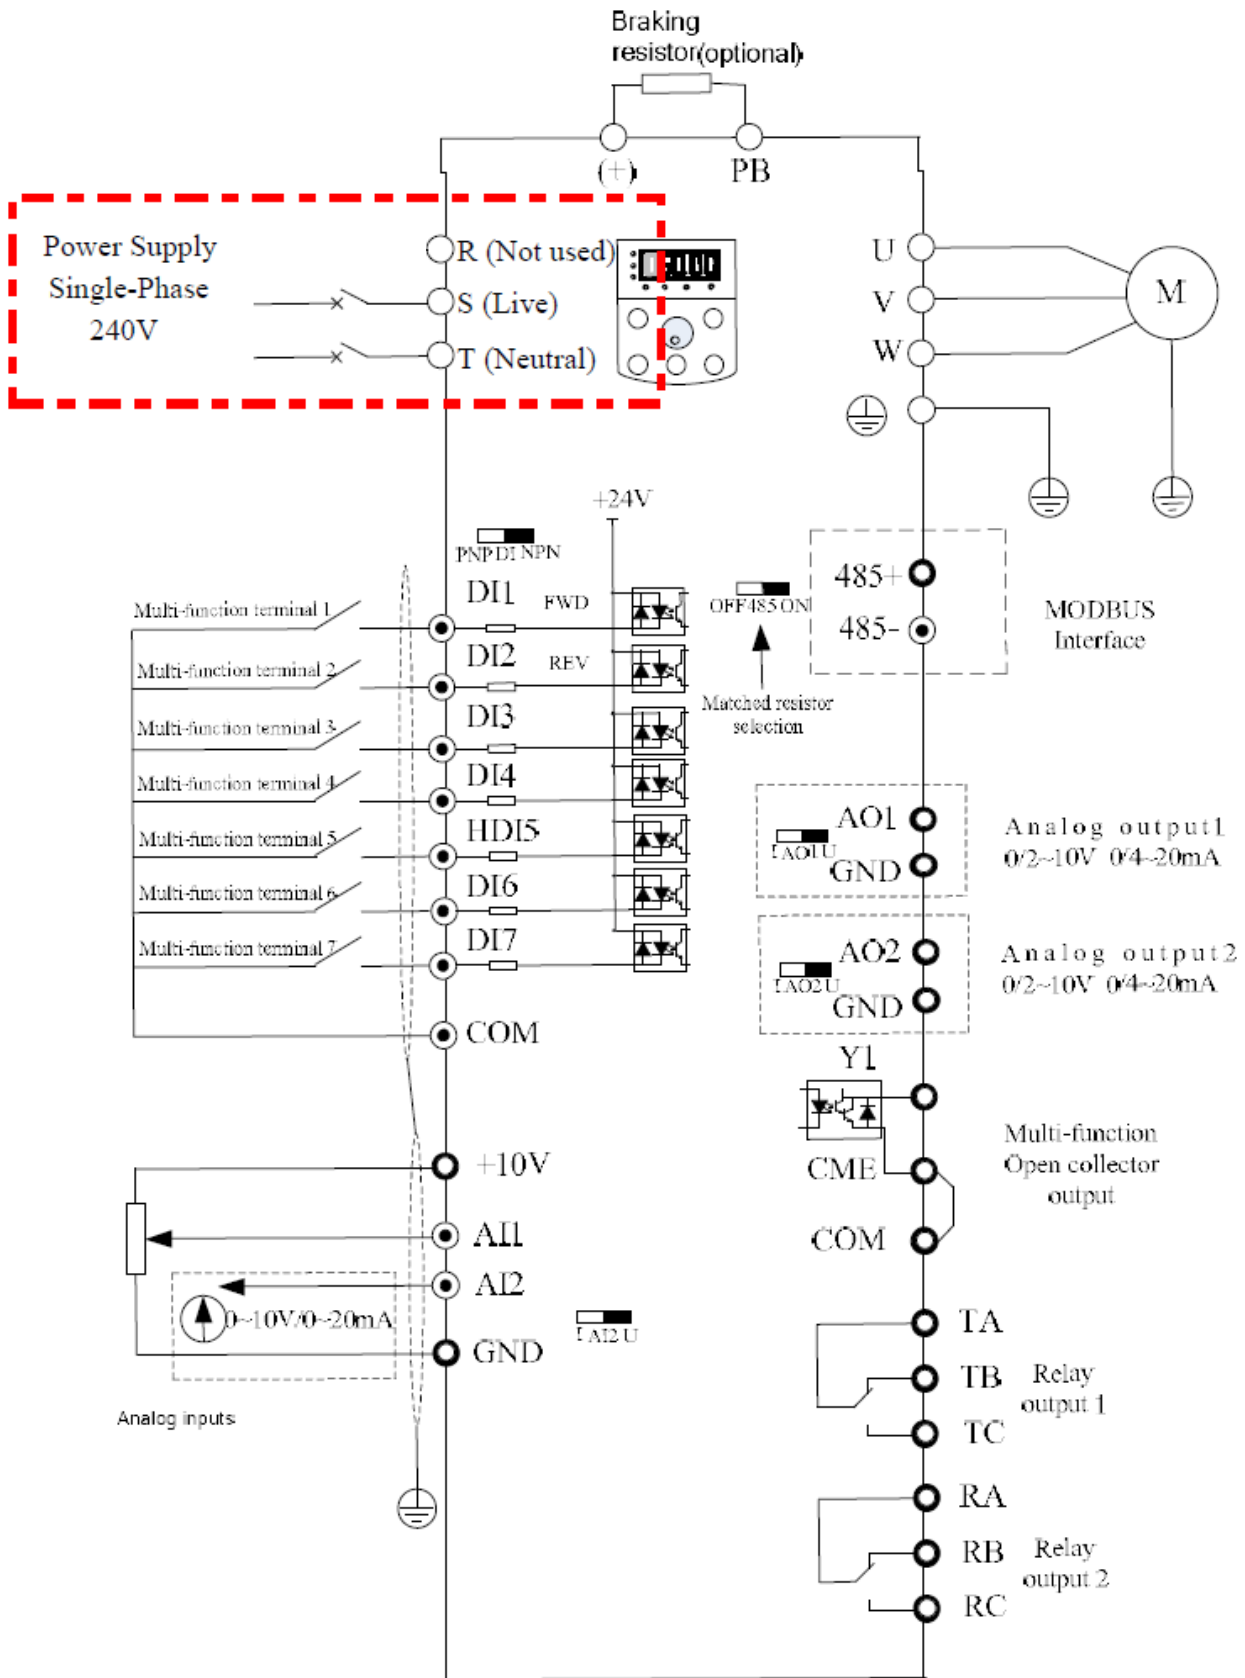 Braking
resistor(optional)
(+)
PB
Power Supply
Single-Phase
240V
R (Not used)
S (Live)
T (Neutral)
U
V
W
M
+24V
PNP DI NPN
DI1
FWD
Multi-function terminal 1
DI2
REV
Multi-function terminal 2
DI3
Multi-function terminal 3
DI4
Multi-function terminal 4
HDI5
Multi-function terminal 5
DI6
Multi-function terminal 6
DI7
Multi-function terminal 7
COM
OFF485 ON
Matched resistor
selection
485+
485-
MODBUS
Interface
AO1
I AO1 U
GND
Analog output1
0/2~10V 0/4~20mA
AO2
I AO2 U
GND
Analog output2
0/2~10V 0/4~20mA
Y1
CME
COM
Multi-function
Open collector
output
+10V
AI1
AI2
0~10V/0~20mA
I AI2 U
GND
Analog inputs
TA
TB
TC
Relay
output 1
RA
RB
RC
Relay
output 2